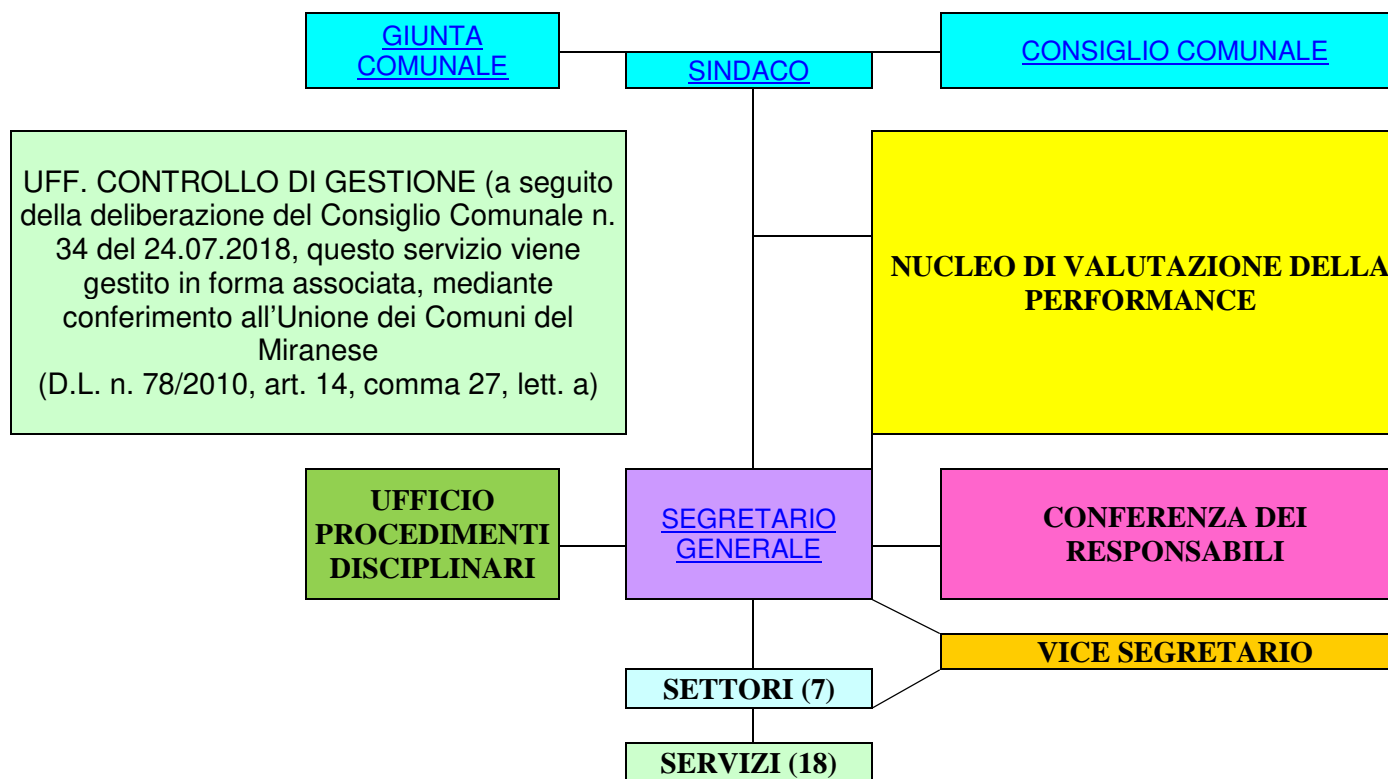 GIUNTA
COMUNALE
SINDACO
CONSIGLIO COMUNALE
UFF. CONTROLLO DI GESTIONE (a seguito
della deliberazione del Consiglio Comunale n.
34 del 24.07.2018, questo servizio viene
gestito in forma associata, mediante
conferimento all’Unione dei Comuni del
Miranese
(D.L. n. 78/2010, art. 14, comma 27, lett. a)
NUCLEO DI VALUTAZIONE DELLA
PERFORMANCE
UFFICIO
PROCEDIMENTI
DISCIPLINARI
SEGRETARIO
GENERALE
CONFERENZA DEI
RESPONSABILI
VICE SEGRETARIO
SETTORI (7)
SERVIZI (18)